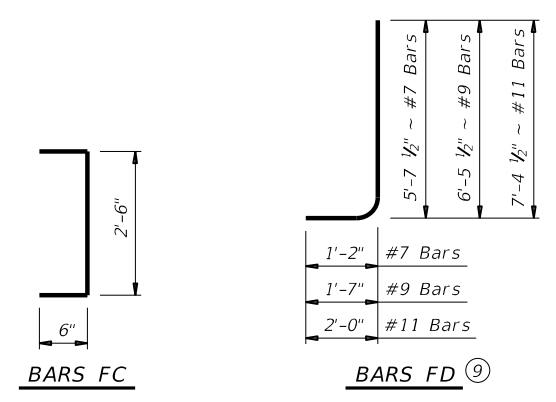 2'-6"
6"
BARS FC
5'-7 ½" ~ #7 Bars
6'-5 ½" ~ #9 Bars
7'-4 ½" ~ #11 Bars
1'-2" #7 Bars
1'-7" #9 Bars
2'-0" #11 Bars
BARS FD 9